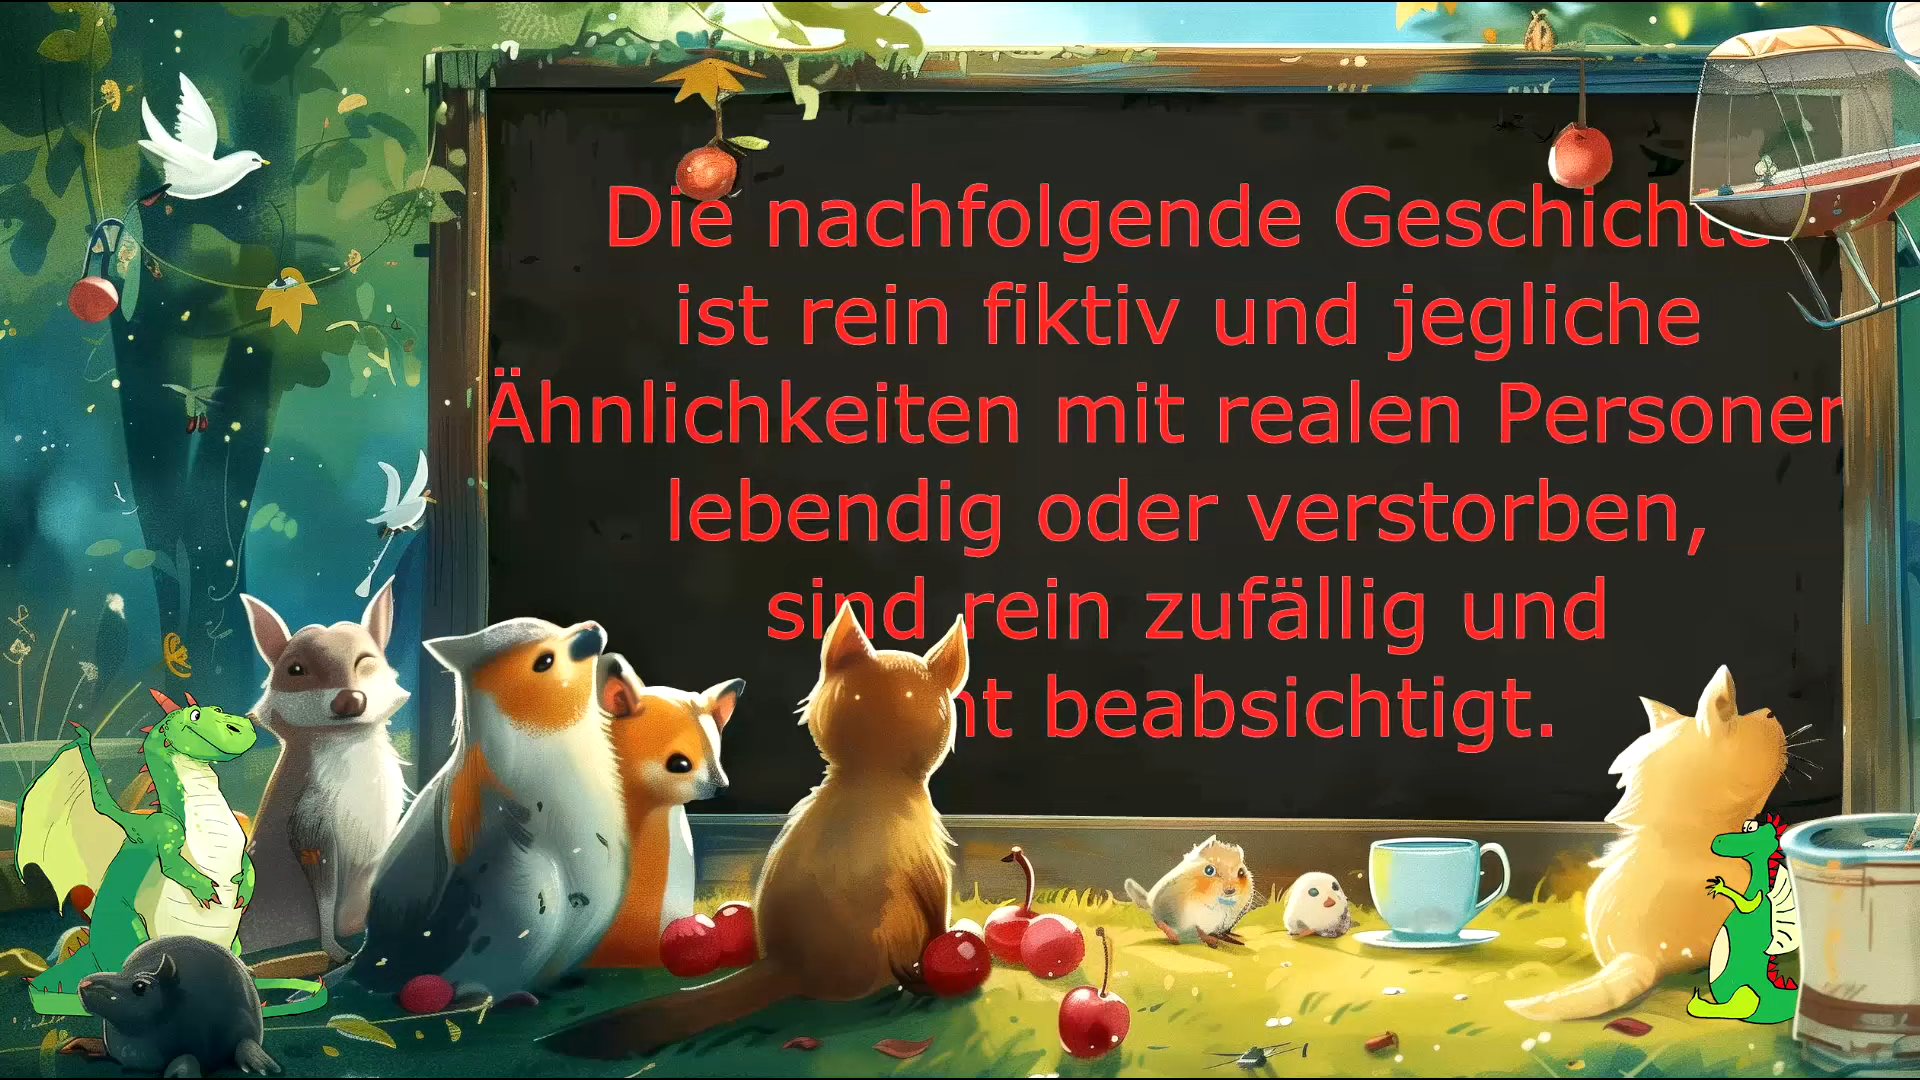 Die nachfolgende Geschichte
ist rein fiktiv und jegliche
Ähnlichkeiten mit realen Personen
lebendig oder verstorben,
sind rein zufällig und
beabsichtigt.